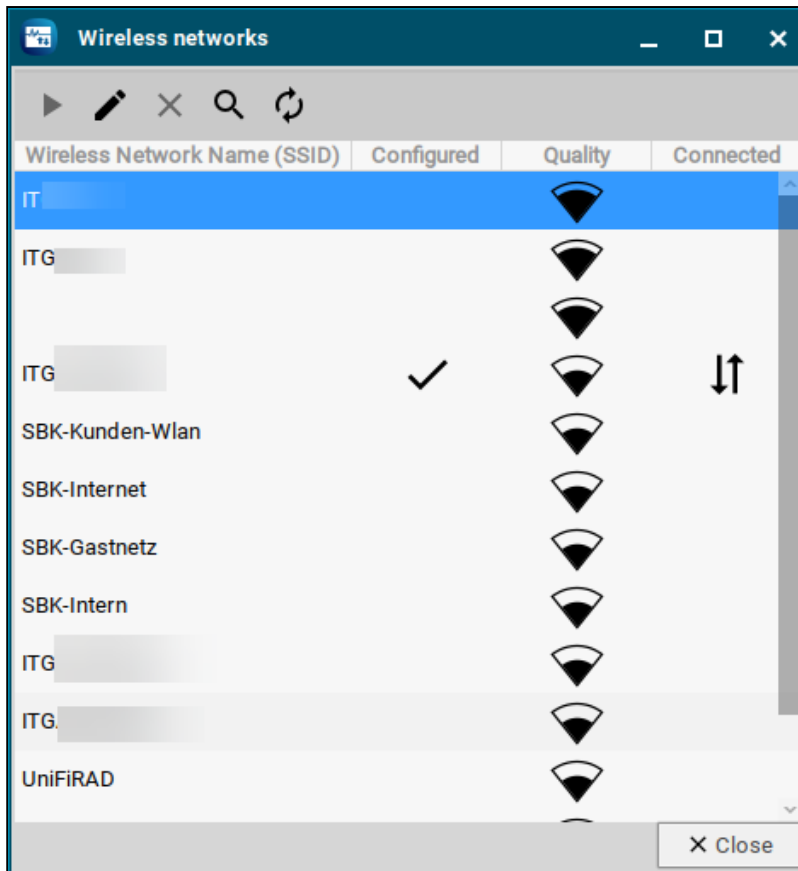 Wireless networks
Wireless Network Name (SSID) Configured Quality Connected
IT
ITG
ITG
SBK-Kunden-Wlan
SBK-Internet
SBK-Gastnetz
SBK-Intern
ITG
ITG.
UniFiRAD
Close